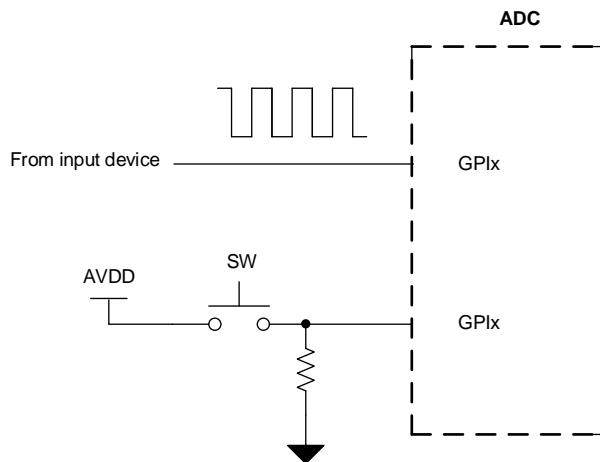 ADC
From input device
GPIx
SW
AVDD
GPIx